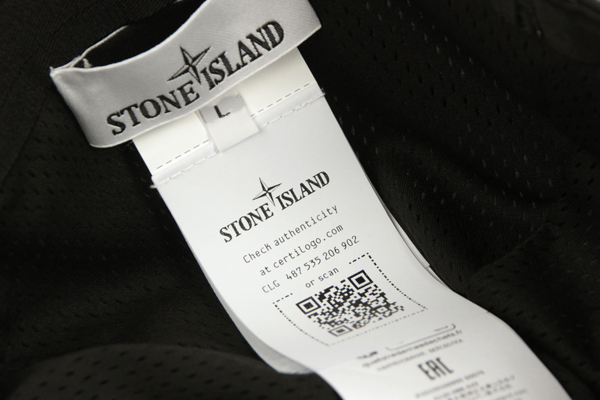 STONE ISLAND
L
STONE ISLAND
Check authenticity
at certilogo.com
CLG 487 535 206 902
or scan
EAC